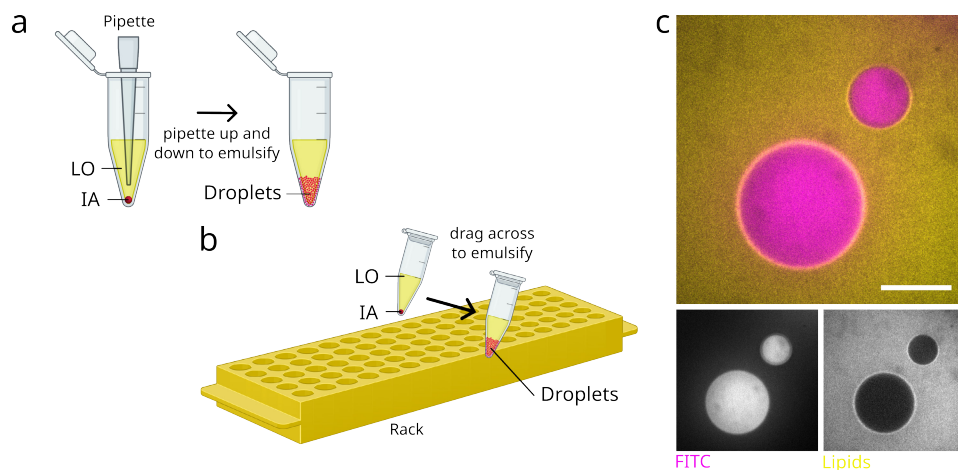 a
Pipette
pipette up and
down to emulsify
LO
IA
Droplets
b
drag across
to emulsify
LO
IA
Droplets
Rack
c
FITC
Lipids